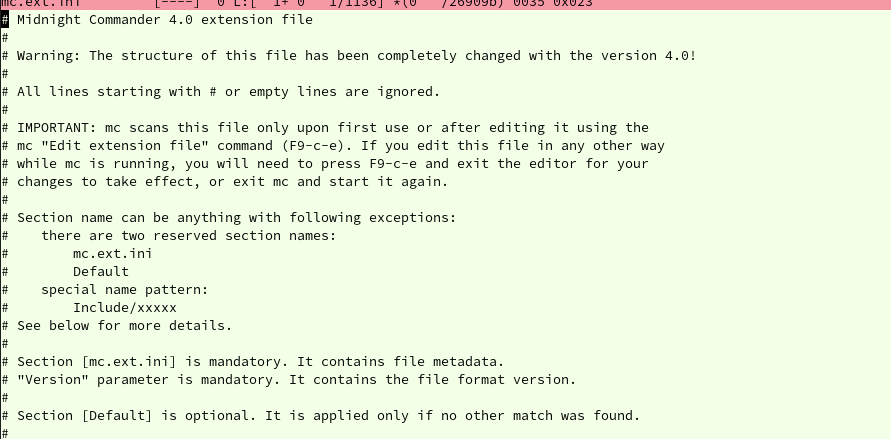 mc.ext.ini [----] 0 L:[ 1+ 0 1/1136] *(0 /26909b) 0035 0x023
# Midnight Commander 4.0 extension file
#
# Warning: The structure of this file has been completely changed with the version 4.0!
#
# All lines starting with # or empty lines are ignored.
#
# IMPORTANT: mc scans this file only upon first use or after editing it using the
# mc "Edit extension file" command (F9-c-e). If you edit this file in any other way
# while mc is running, you will need to press F9-c-e and exit the editor for your
# changes to take effect, or exit mc and start it again.
#
# Section name can be anything with following exceptions:
#    there are two reserved section names:
#        mc.ext.ini
#        Default
#    special name pattern:
#        Include/xxxxx
# See below for more details.
#
# Section [mc.ext.ini] is mandatory. It contains file metadata.
# "Version" parameter is mandatory. It contains the file format version.
#
# Section [Default] is optional. It is applied only if no other match was found.
#